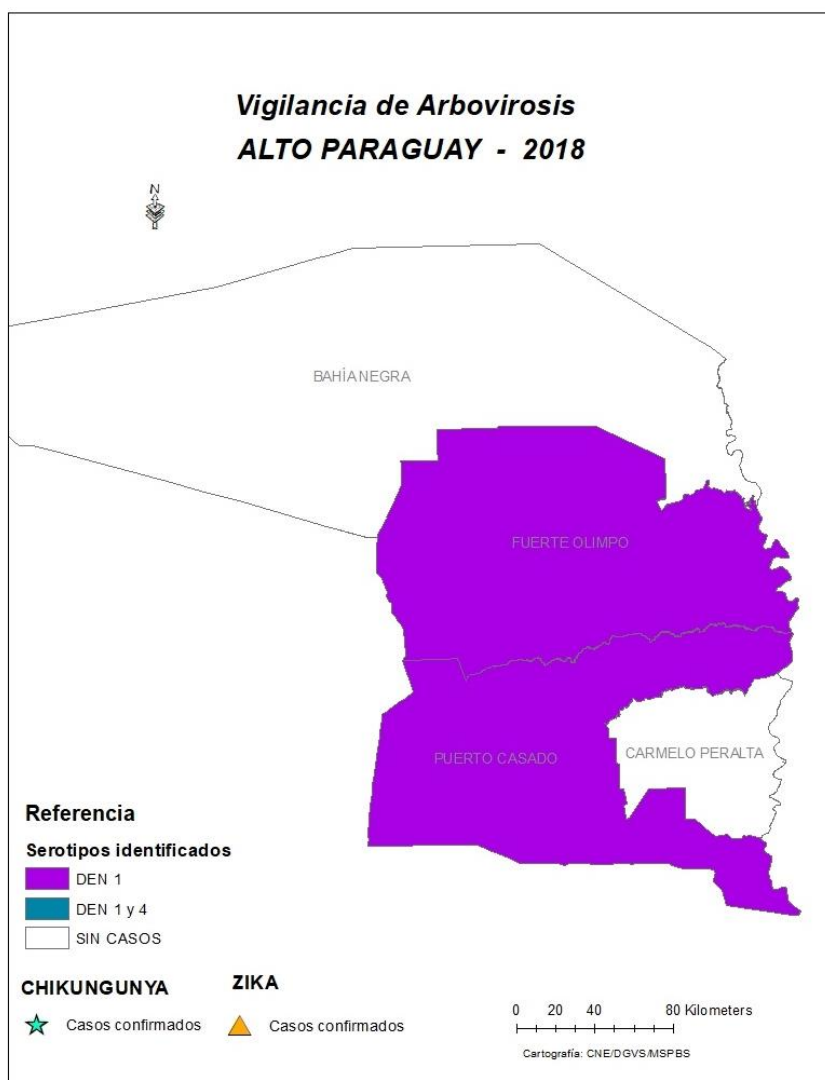 Vigilancia de Arbovirosis
ALTO PARAGUAY - 2018
N
BAHÍA NEGRA
FUERTE OLIMPO
PUERTO CASADO
CARMELO PERALTA
Referencia
Serotipos identificados
DEN 1
DEN 1 y 4
SIN CASOS
CHIKUNGUNYA
Casos confirmados
ZIKA
Casos confirmados
0 20 40 80 Kilometers
Cartografía: CNE/DGVS/MSPBS